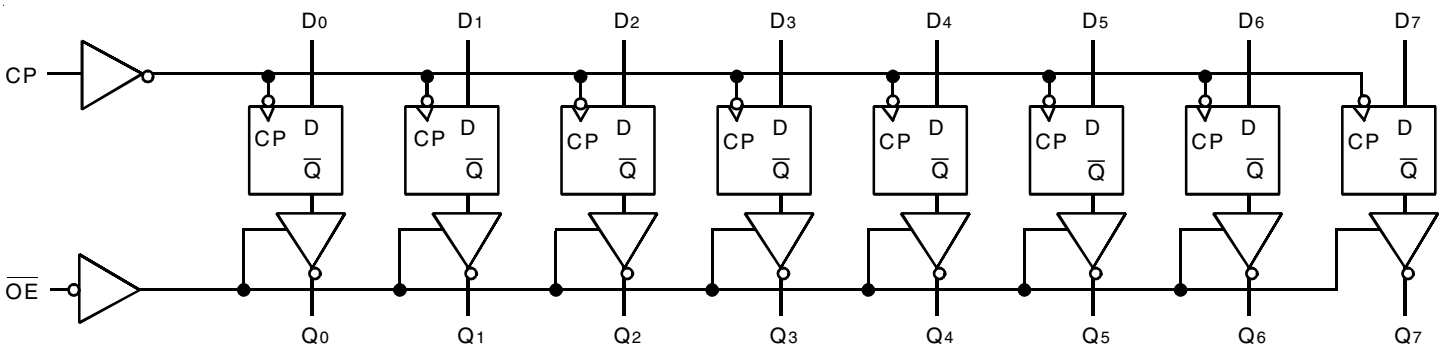 D0 D1 D2 D3 D4 D5 D6 D7
CP
CP D CP D CP D CP D CP D CP D CP D CP D
Q̅ Q̅ Q̅ Q̅ Q̅ Q̅ Q̅ Q̅
O̅E̅
Q0 Q1 Q2 Q3 Q4 Q5 Q6 Q7